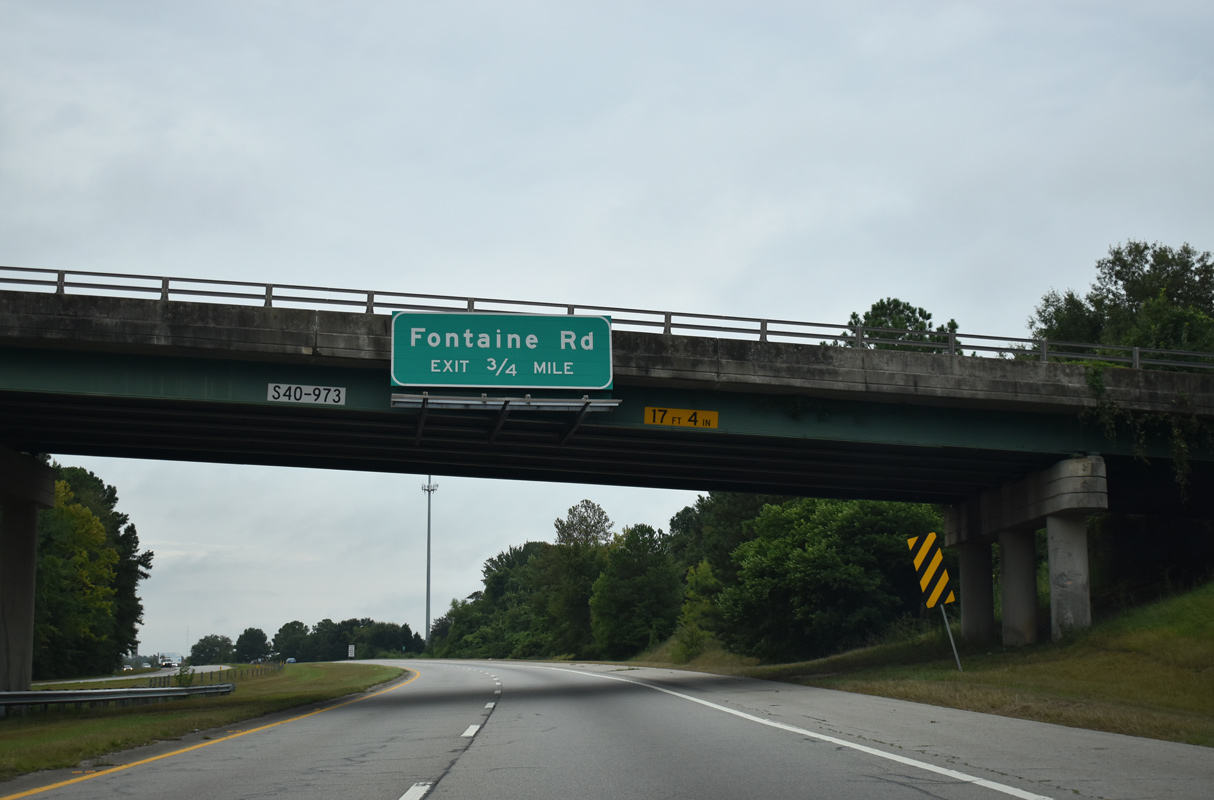 Fontaine Rd
EXIT 3/4 MILE
S40-973
17 FT 4 IN